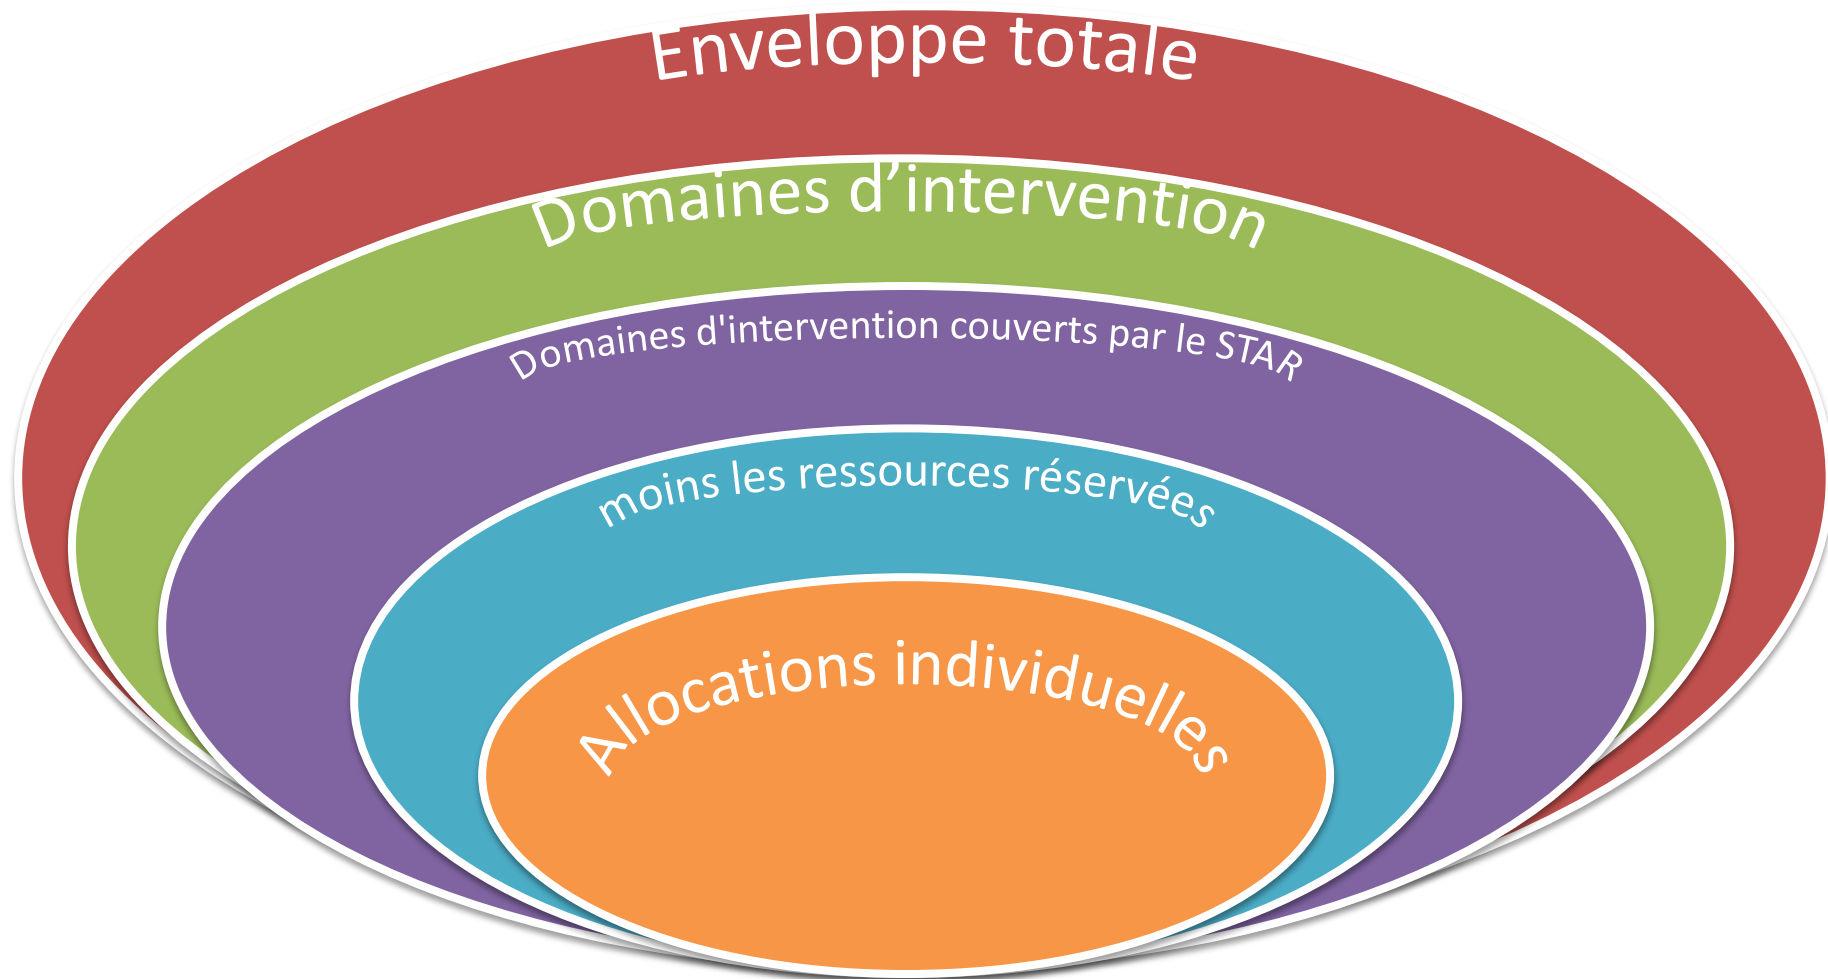 Enveloppe totale
Domaines d’intervention
Domaines d'intervention couverts par le STAR
moins les ressources réservées
Allocations individuelles